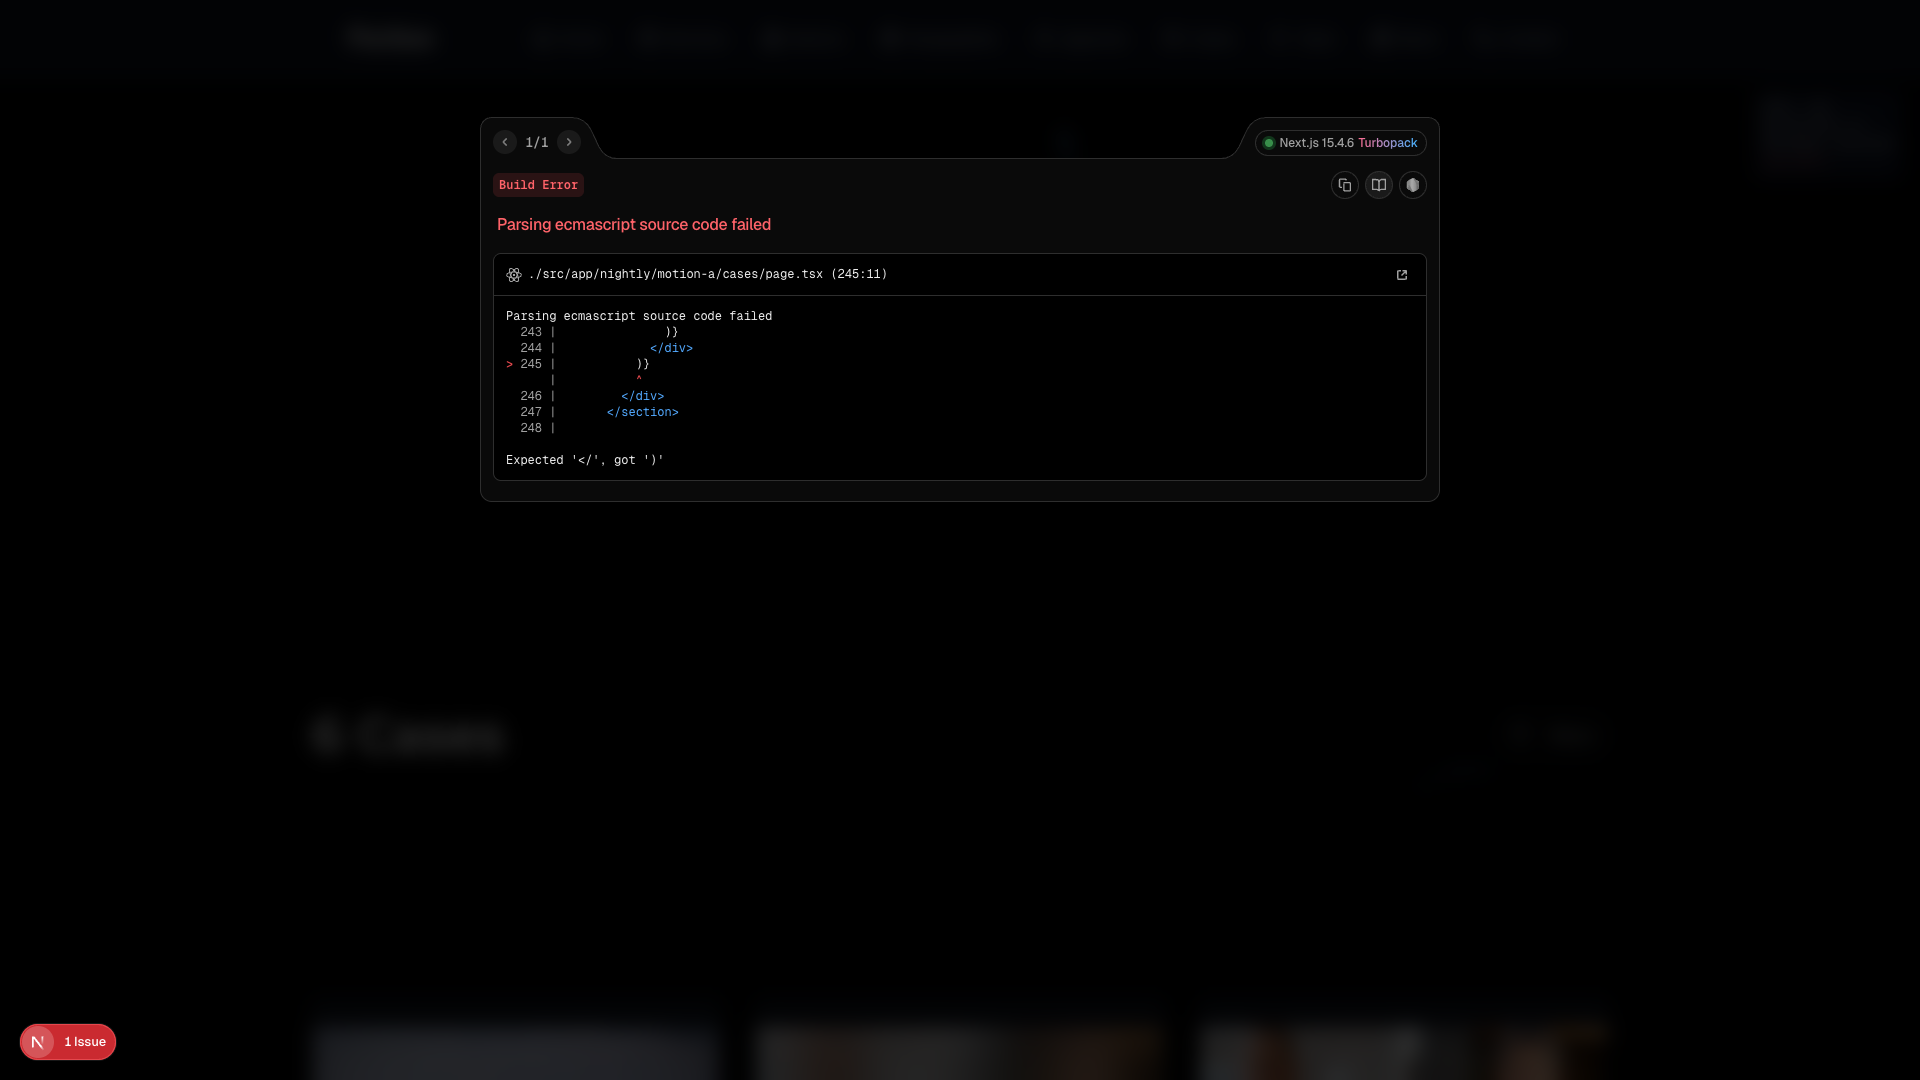 1/1
Next.js 15.4.6 Turbopack
Build Error
Parsing ecmascript source code failed
./src/app/nightly/motion-a/cases/page.tsx (245:11)
Parsing ecmascript source code failed
243 | )}
244 | </div>
> 245 | )}
| ^
246 | </div>
247 | </section>
248 |
Expected '</', got ')'
6 Cases
N 1 Issue